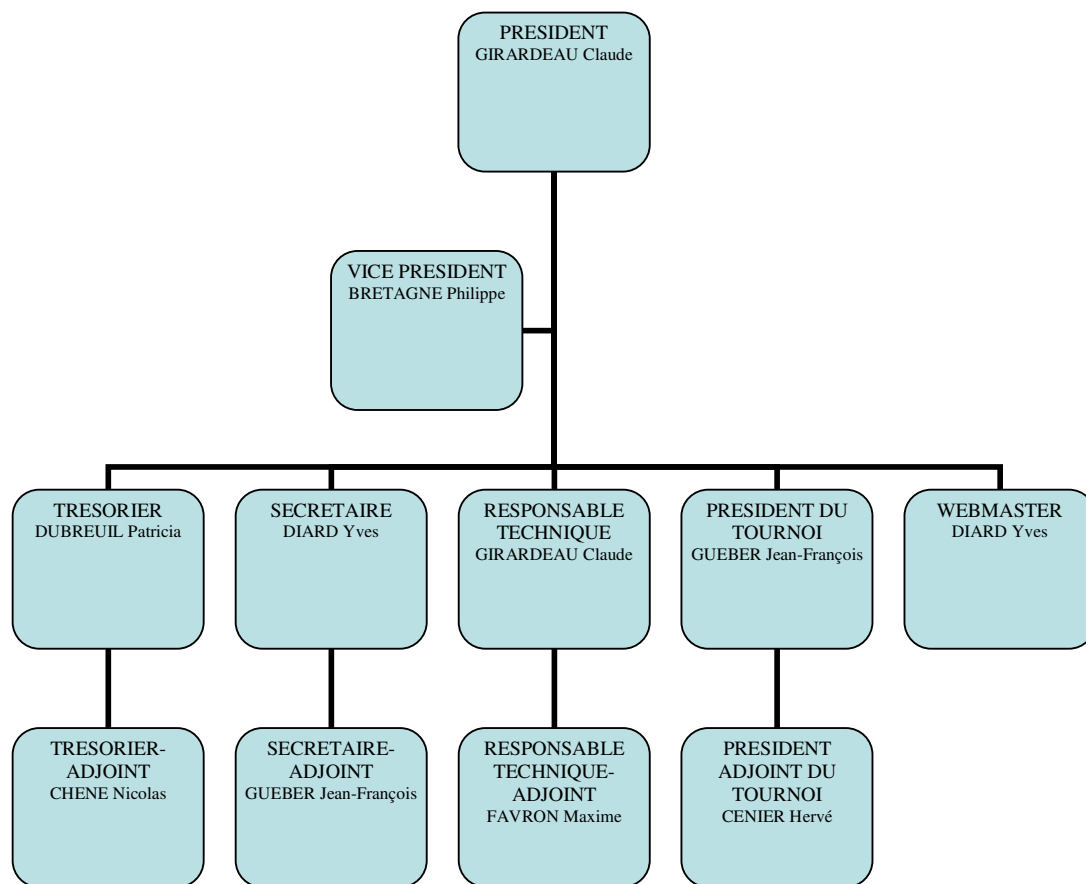 PRESIDENT
GIRARDEAU Claude
VICE PRESIDENT
BRETAGNE Philippe
TRESORIER
DUBREUIL Patricia
SECRETAIRE
DIARD Yves
RESPONSABLE
TECHNIQUE
GIRARDEAU Claude
PRESIDENT DU
TOURNOI
GUEBER Jean-François
WEBMASTER
DIARD Yves
TRESORIER-
ADJOINT
CHENE Nicolas
SECRETAIRE-
ADJOINT
GUEBER Jean-François
RESPONSABLE
TECHNIQUE-
ADJOINT
FAVRON Maxime
PRESIDENT
ADJOINT DU
TOURNOI
CENIER Hervé